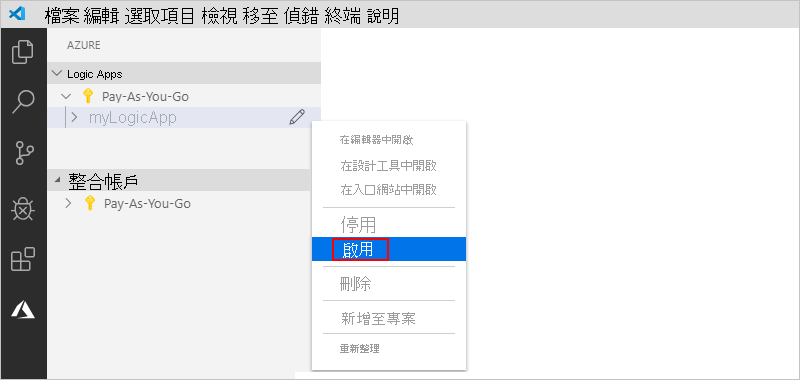 檔案 編輯 選取項目 檢視 移至 偵錯 終端 說明
AZURE
Logic Apps
Pay-As-You-Go
myLogicApp
整合帳戶
Pay-As-You-Go
在編輯器中開啟
在設計工具中開啟
在入口網站中開啟
停用
啟用
刪除
新增至專案
重新整理